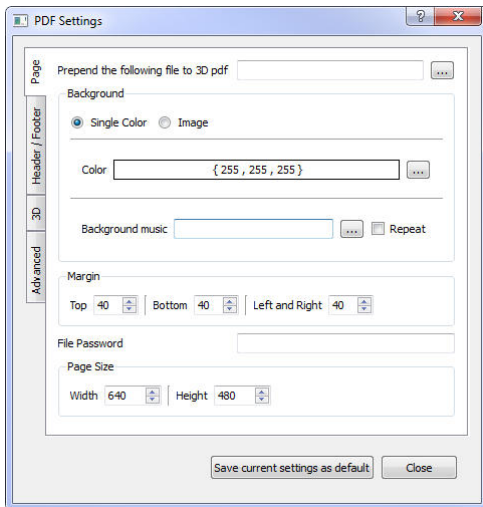 PDF Settings
?
Page
Header / Footer
3D
Advanced
Prepend the following file to 3D pdf ...
Background
Single Color Image
Color {255, 255, 255} ...
Background music ... Repeat
Margin
Top 40 Bottom 40 Left and Right 40
File Password
Page Size
Width 640 Height 480
Save current settings as default Close